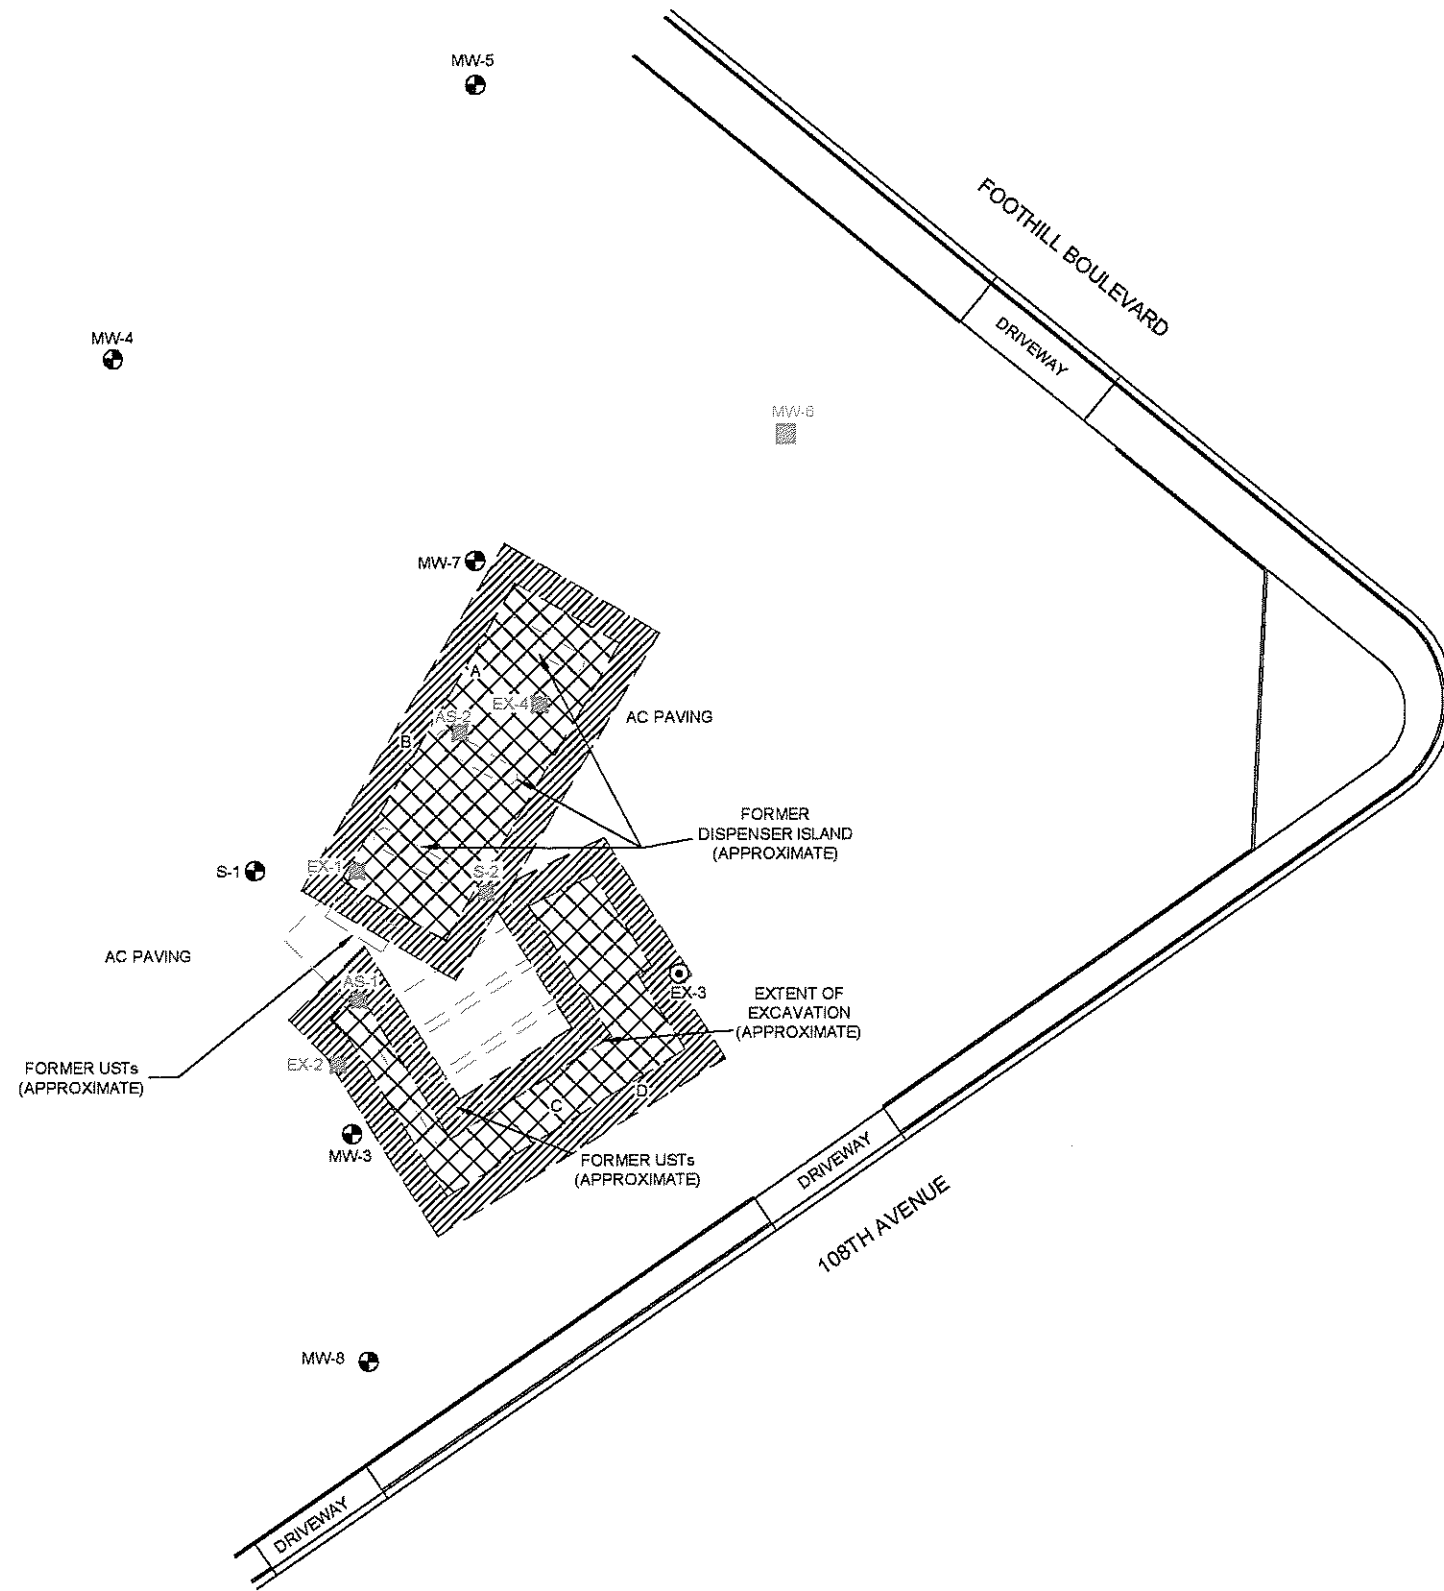 MW-5
FOOTHILL BOULEVARD
DRIVEWAY
MW-4
MW-6
MW-7
A
EX-4
AS-2
AC PAVING
B
FORMER
DISPENSER ISLAND
(APPROXIMATE)
S-1
EX-1
S-2
AC PAVING
AS-1
EX-3
EXTENT OF
EXCAVATION
(APPROXIMATE)
FORMER USTs
(APPROXIMATE)
EX-2
C
D
MW-3
FORMER USTs
(APPROXIMATE)
DRIVEWAY
108TH AVENUE
MW-8
DRIVEWAY